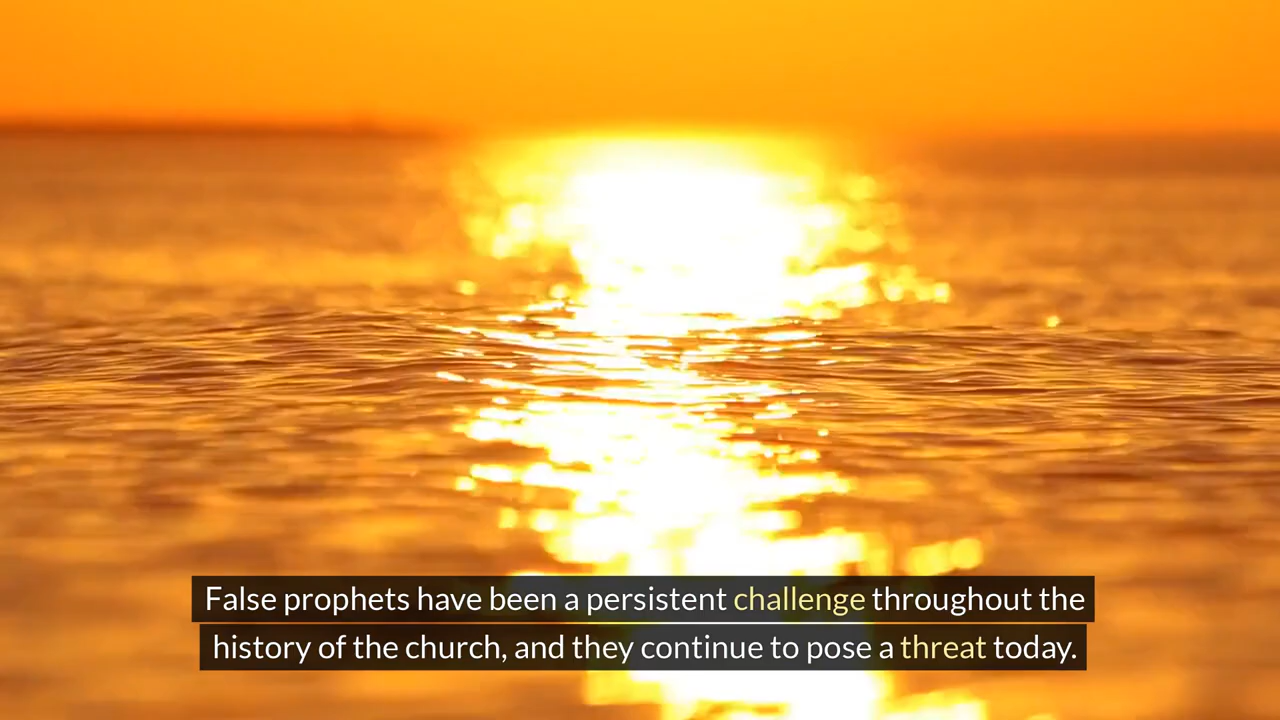 False prophets have been a persistent challenge throughout the
history of the church, and they continue to pose a threat today.